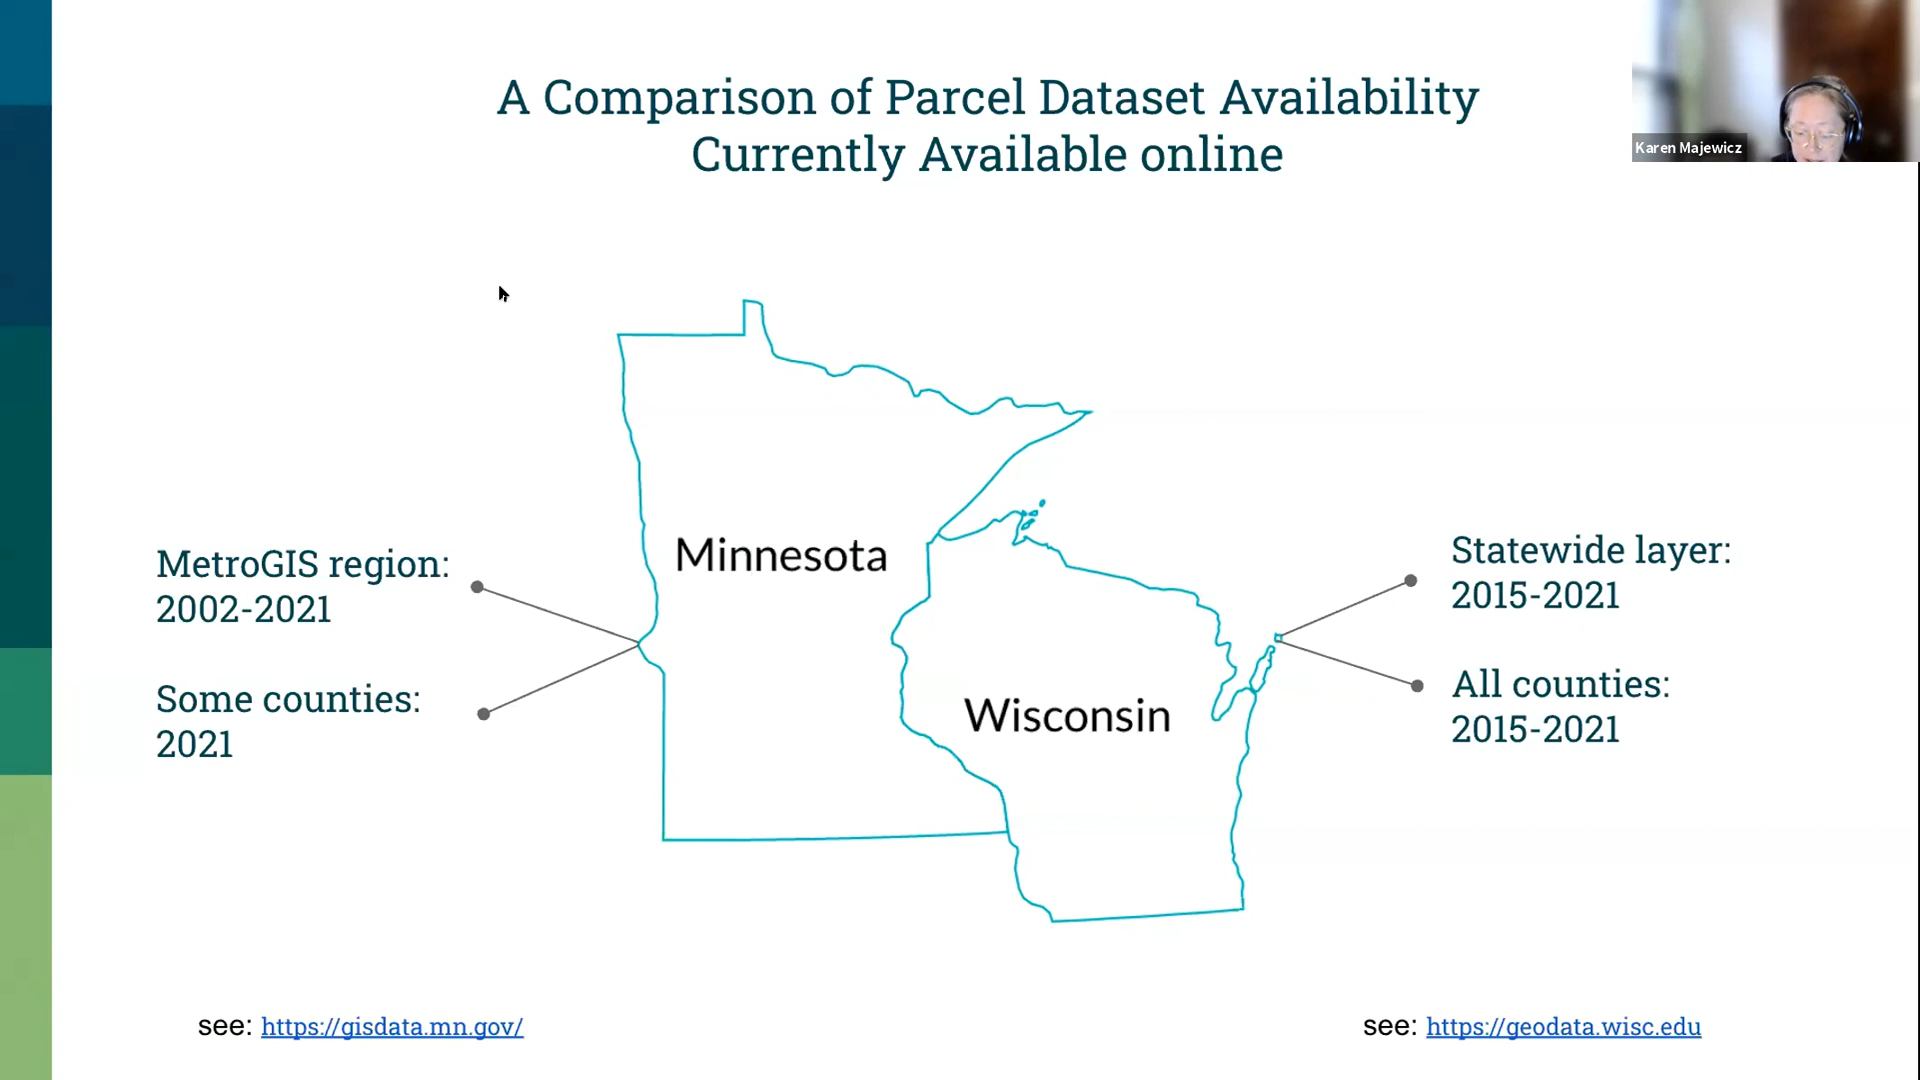 A Comparison of Parcel Dataset Availability
Currently Available online
Karen Majewicz
Minnesota
Wisconsin
MetroGIS region:
2002-2021
Some counties:
2021
Statewide layer:
2015-2021
All counties:
2015-2021
see: https://gisdata.mn.gov/
see: https://geodata.wisc.edu